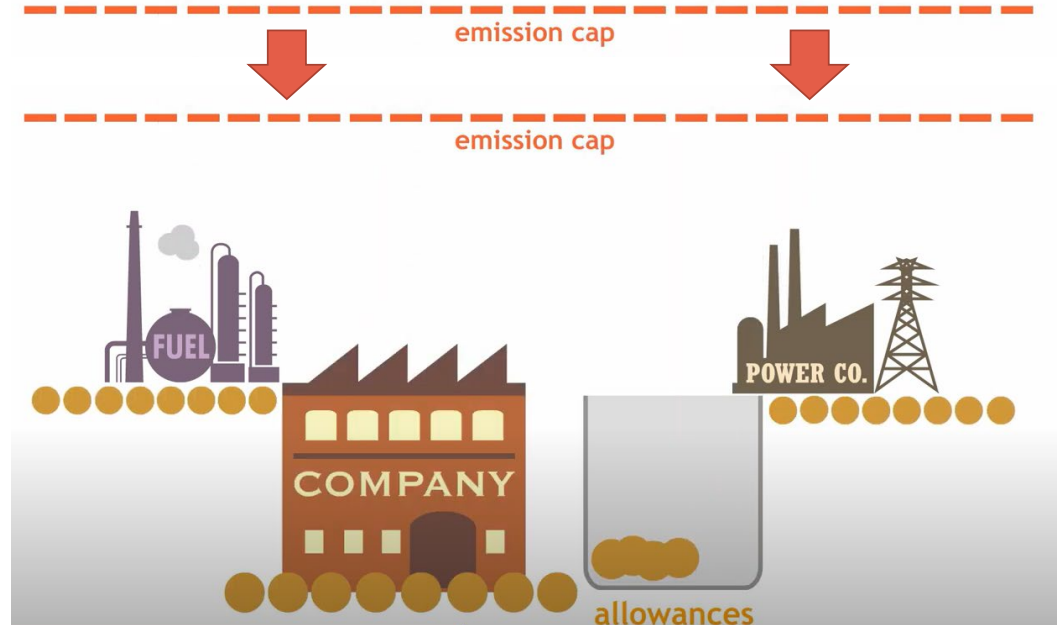 emission cap
emission cap
FUEL
POWER CO.
COMPANY
allowances